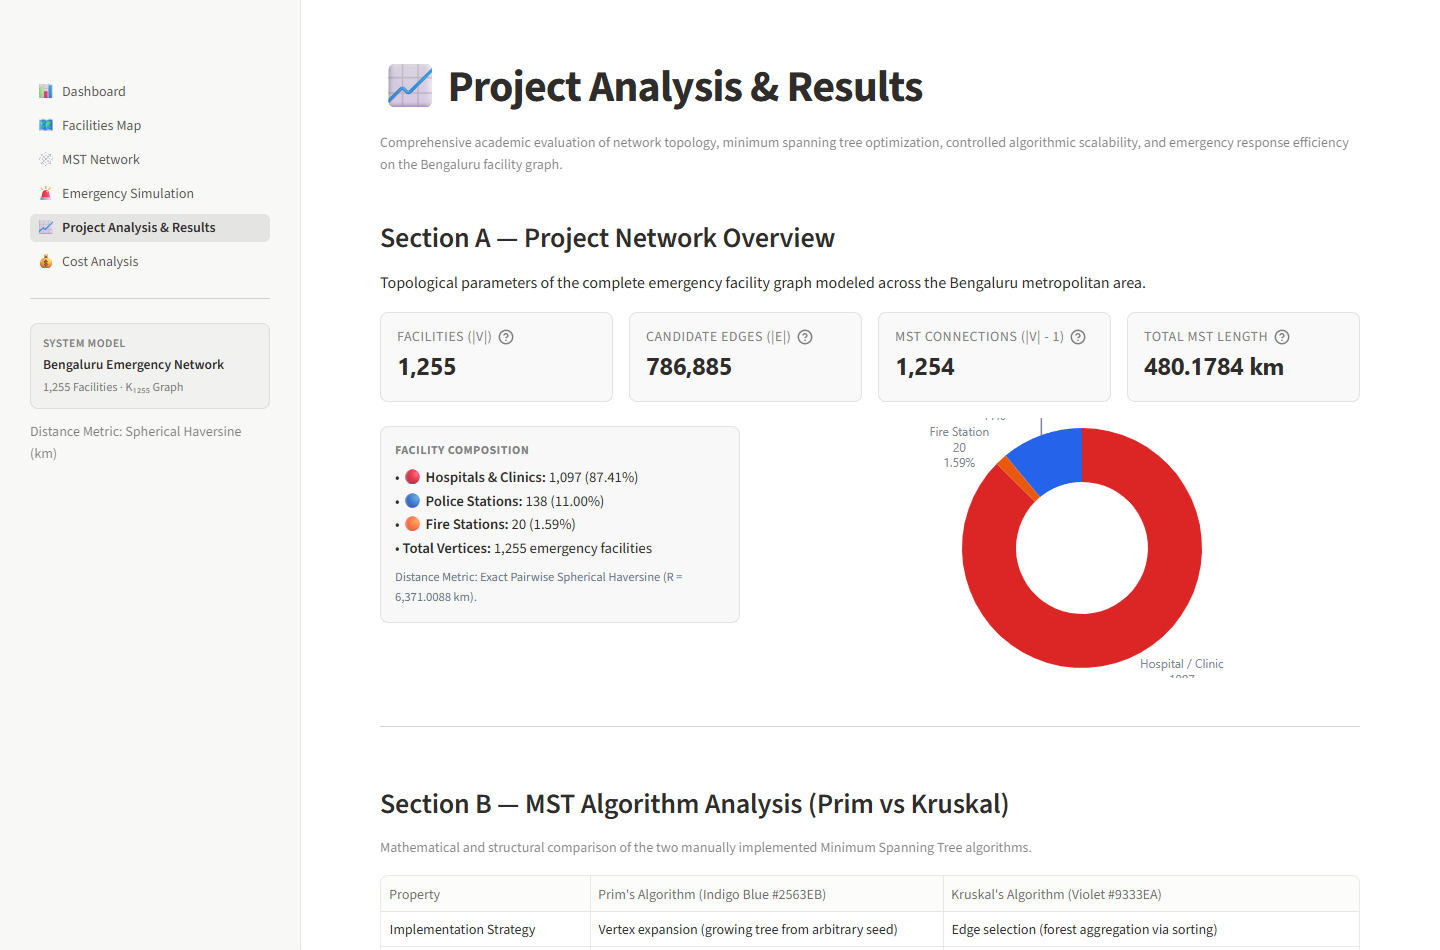 Dashboard
Facilities Map
MST Network
Emergency Simulation
Project Analysis & Results
Cost Analysis
SYSTEM MODEL
Bengaluru Emergency Network
1,255 Facilities · K₁₂₅₅ Graph
Distance Metric: Spherical Haversine
(km)
Project Analysis & Results
Comprehensive academic evaluation of network topology, minimum spanning tree optimization, controlled algorithmic scalability, and emergency response efficiency
on the Bengaluru facility graph.
Section A — Project Network Overview
Topological parameters of the complete emergency facility graph modeled across the Bengaluru metropolitan area.
FACILITIES (|V|)
1,255
CANDIDATE EDGES (|E|)
786,885
MST CONNECTIONS (|V| - 1)
1,254
TOTAL MST LENGTH
480.1784 km
FACILITY COMPOSITION
• Hospitals & Clinics: 1,097 (87.41%)
• Police Stations: 138 (11.00%)
• Fire Stations: 20 (1.59%)
• Total Vertices: 1,255 emergency facilities
Distance Metric: Exact Pairwise Spherical Haversine (R =
6,371.0088 km).
Fire Station
20
1.59%
Hospital / Clinic
Section B — MST Algorithm Analysis (Prim vs Kruskal)
Mathematical and structural comparison of the two manually implemented Minimum Spanning Tree algorithms.
Property
Prim's Algorithm (Indigo Blue #2563EB)
Kruskal's Algorithm (Violet #9333EA)
Implementation Strategy
Vertex expansion (growing tree from arbitrary seed)
Edge selection (forest aggregation via sorting)